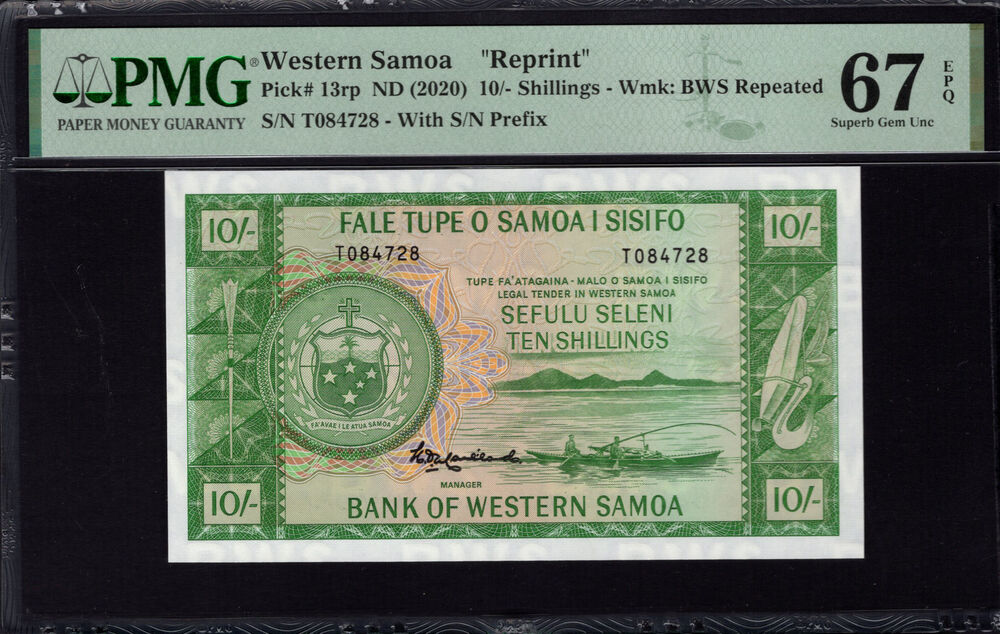 PMG® Western Samoa "Reprint"
Pick# 13rp ND (2020) 10/- Shillings - Wmk: BWS Repeated
PAPER MONEY GUARANTY
S/N T084728 - With S/N Prefix
67 EPQ
Superb Gem Unc
10/- FALE TUPE O SAMOA I SISIFO 10/-
T084728 T084728
TUPE FA'ATAGAINA - MALO O SAMOA I SISIFO
LEGAL TENDER IN WESTERN SAMOA
SEFULU SELENI
TEN SHILLINGS
FA'AVAE I LE ATUA SAMOA
MANAGER
10/- BANK OF WESTERN SAMOA 10/-